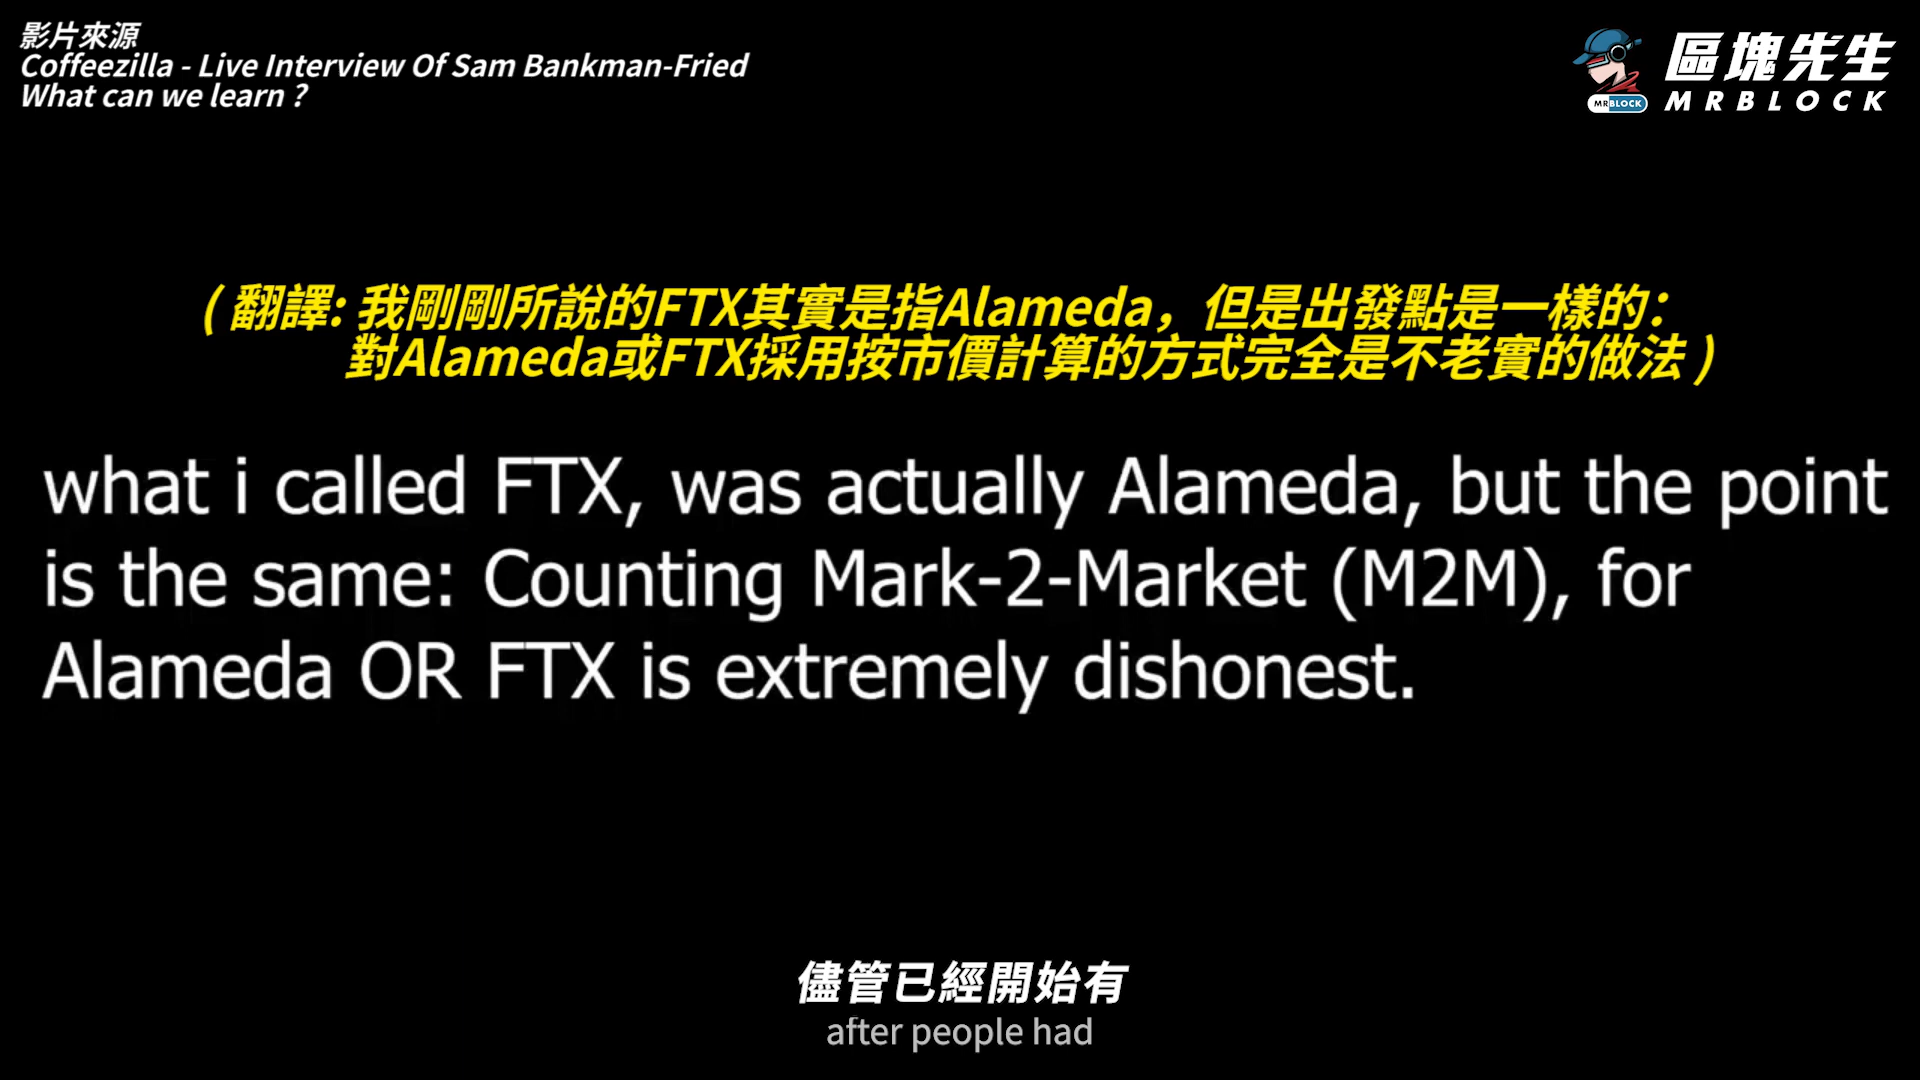 影片來源
Coffeezilla - Live Interview Of Sam Bankman-Fried
What can we learn ?
區塊先生
MRBLOCK
MRBLOCK
( 翻譯: 我剛剛所說的FTX其實是指Alameda，但是出發點是一樣的:
對Alameda或FTX採用按市價計算的方式完全是不老實的做法 )
what i called FTX, was actually Alameda, but the point
is the same: Counting Mark-2-Market (M2M), for
Alameda OR FTX is extremely dishonest.
儘管已經開始有
after people had